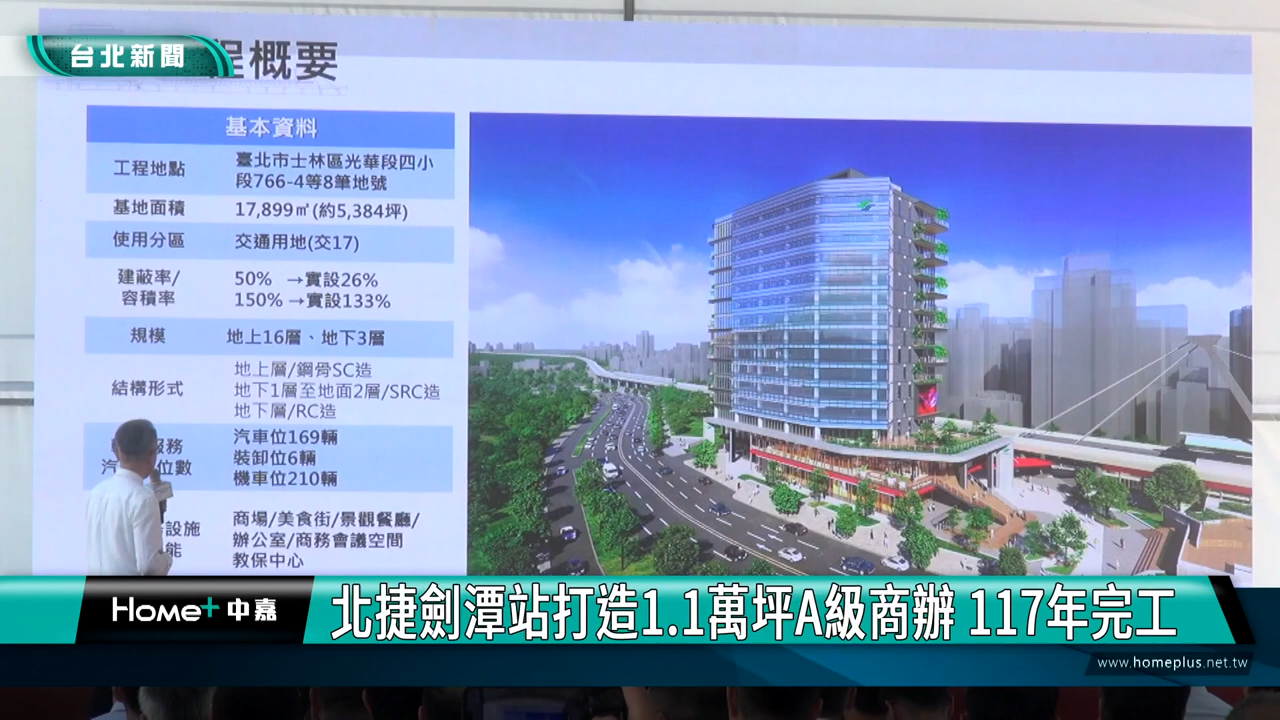 台北新聞
程概要
基本資料
工程地點 臺北市士林區光華段四小
段766-4等8筆地號
基地面積 17,899㎡(約5,384坪)
使用分區 交通用地(交17)
建蔽率/ 50% →實設26%
容積率 150% →實設133%
規模 地上16層、地下3層
結構形式 地上層/鋼骨SC造
地下1層至地面2層/SRC造
地下層/RC造
服務 汽車位169輛
汽 位數 裝卸位6輛
機車位210輛
設施 商場/美食街/景觀餐廳/
能 辦公室/商務會議空間
教保中心
Home+ 中嘉
北捷劍潭站打造1.1萬坪A級商辦 117年完工
www.homeplus.net.tw